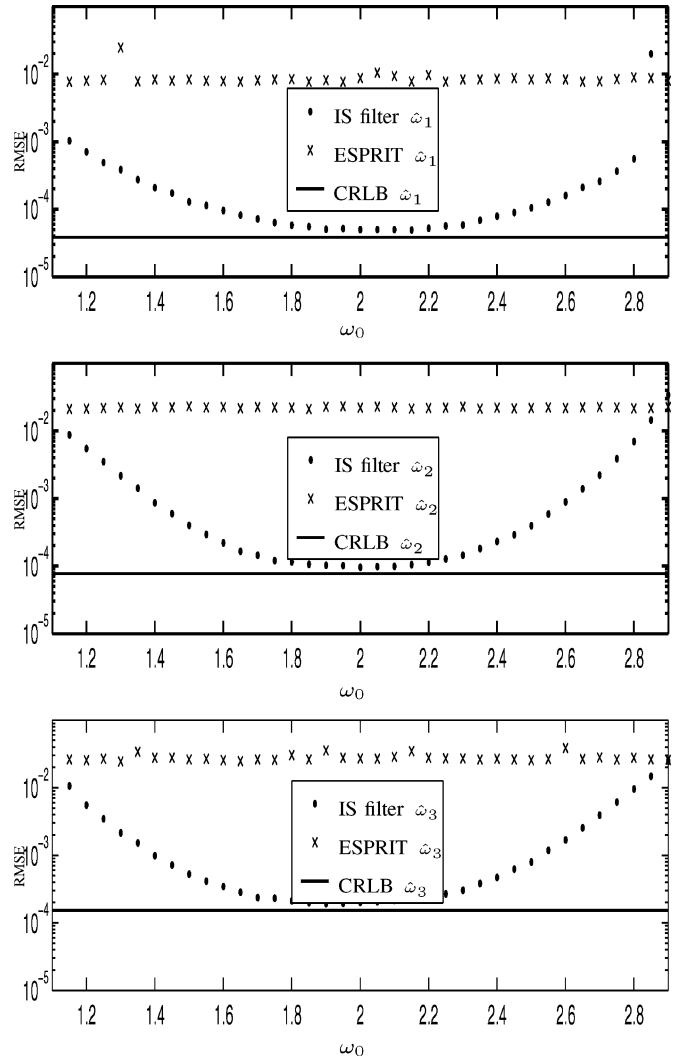 10⁻²
10⁻³
10⁻⁴
10⁻⁵
RMSE
IS filter ω̂₁
ESPRIT ω̂₁
CRLB ω̂₁
1.2 1.4 1.6 1.8 2 2.2 2.4 2.6 2.8
ω₀
10⁻²
10⁻³
10⁻⁴
10⁻⁵
RMSE
IS filter ω̂₂
ESPRIT ω̂₂
CRLB ω̂₂
1.2 1.4 1.6 1.8 2 2.2 2.4 2.6 2.8
ω₀
10⁻²
10⁻³
10⁻⁴
10⁻⁵
RMSE
IS filter ω̂₃
ESPRIT ω̂₃
CRLB ω̂₃
1.2 1.4 1.6 1.8 2 2.2 2.4 2.6 2.8
ω₀